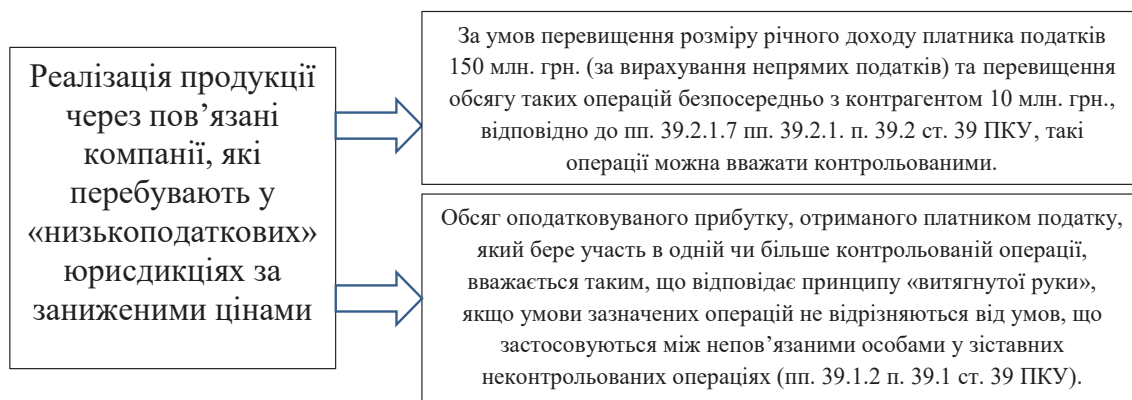 Реалізація продукції
через пов’язані
компанії, які
перебувають у
«низькоподаткових»
юрисдикціях за
заниженими цінами
За умов перевищення розміру річного доходу платника податків
150 млн. грн. (за вирахування непрямих податків) та перевищення
обсягу таких операцій безпосередньо з контрагентом 10 млн. грн.,
відповідно до пп. 39.2.1.7 пп. 39.2.1. п. 39.2 ст. 39 ПКУ, такі
операції можна вважати контрольованими.
Обсяг оподатковуваного прибутку, отриманого платником податку,
який бере участь в одній чи більше контрольованій операції,
вважається таким, що відповідає принципу «витягнутої руки»,
якщо умови зазначених операцій не відрізняються від умов, що
застосовуються між непов’язаними особами у зіставних
неконтрольованих операціях (пп. 39.1.2 п. 39.1 ст. 39 ПКУ).